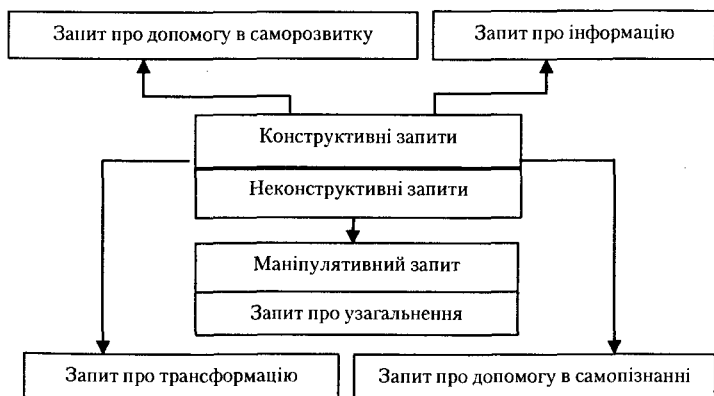 Запит про допомогу в саморозвитку
Запит про інформацію
Конструктивні запити
Неконструктивні запити
Маніпулятивний запит
Запит про узагальнення
Запит про трансформацію
Запит про допомогу в самопізнанні